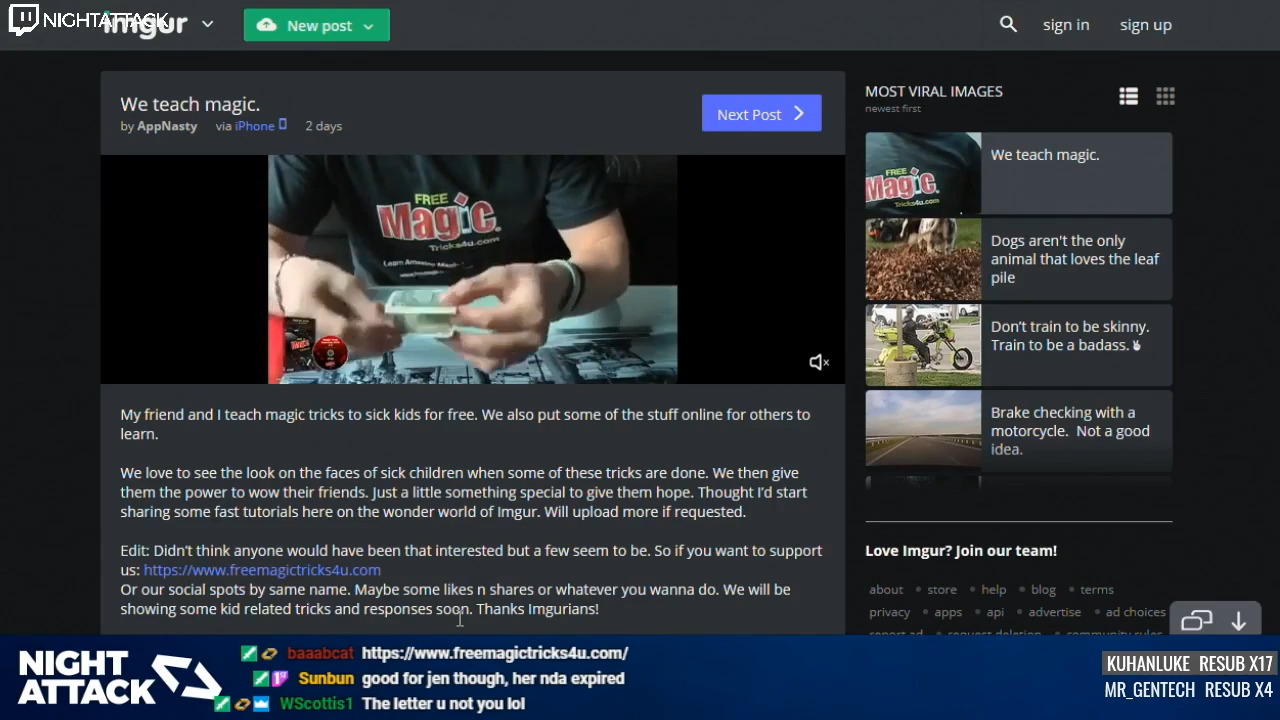 NIGHTATTACK
imgur
New post
sign in
sign up
We teach magic.
by AppNasty via iPhone 2 days
Next Post
FREE
Magic
Tricks4u.com
My friend and I teach magic tricks to sick kids for free. We also put some of the stuff online for others to
learn.
We love to see the look on the faces of sick children when some of these tricks are done. We then give
them the power to wow their friends. Just a little something special to give them hope. Thought I'd start
sharing some fast tutorials here on the wonder world of Imgur. Will upload more if requested.
Edit: Didn't think anyone would have been that interested but a few seem to be. So if you want to support
us: https://www.freemagictricks4u.com
Or our social spots by same name. Maybe some likes n shares or whatever you wanna do. We will be
showing some kid related tricks and responses soon. Thanks Imgurians!
MOST VIRAL IMAGES
newest first
FREE
Magic
Tricks4u.com
We teach magic.
Dogs aren't the only
animal that loves the leaf
pile
Don't train to be skinny.
Train to be a badass.
Brake checking with a
motorcycle. Not a good
idea.
Love Imgur? Join our team!
about store help blog terms
privacy apps api advertise ad choices
report ad request deletion community rules
NIGHT
ATTACK
baaabcat https://www.freemagictricks4u.com/
Sunbun good for jen though, her nda expired
WScottis1 The letter u not you lol
KUHANLUKE RESUB X17
MR_GENTECH RESUB X4